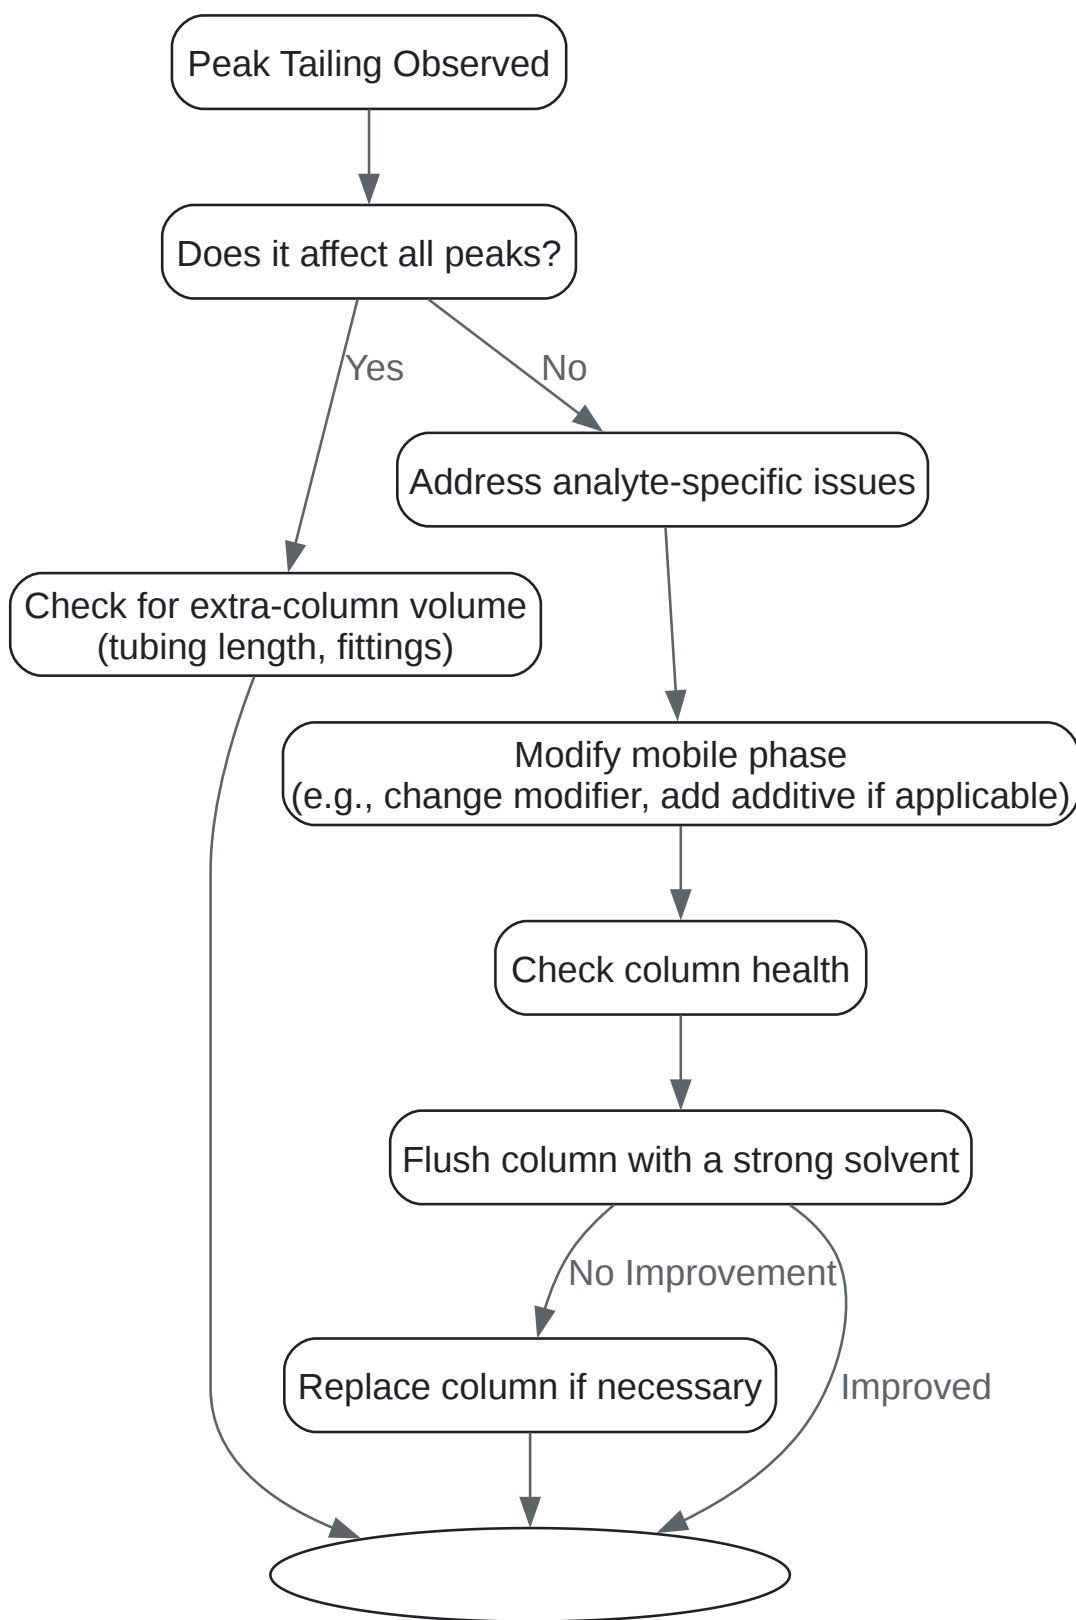 Peak Tailing Observed
Does it affect all peaks?
Yes
No
Address analyte-specific issues
Check for extra-column volume
(tubing length, fittings)
Modify mobile phase
(e.g., change modifier, add additive if applicable)
Check column health
Flush column with a strong solvent
No Improvement
Replace column if necessary
Improved